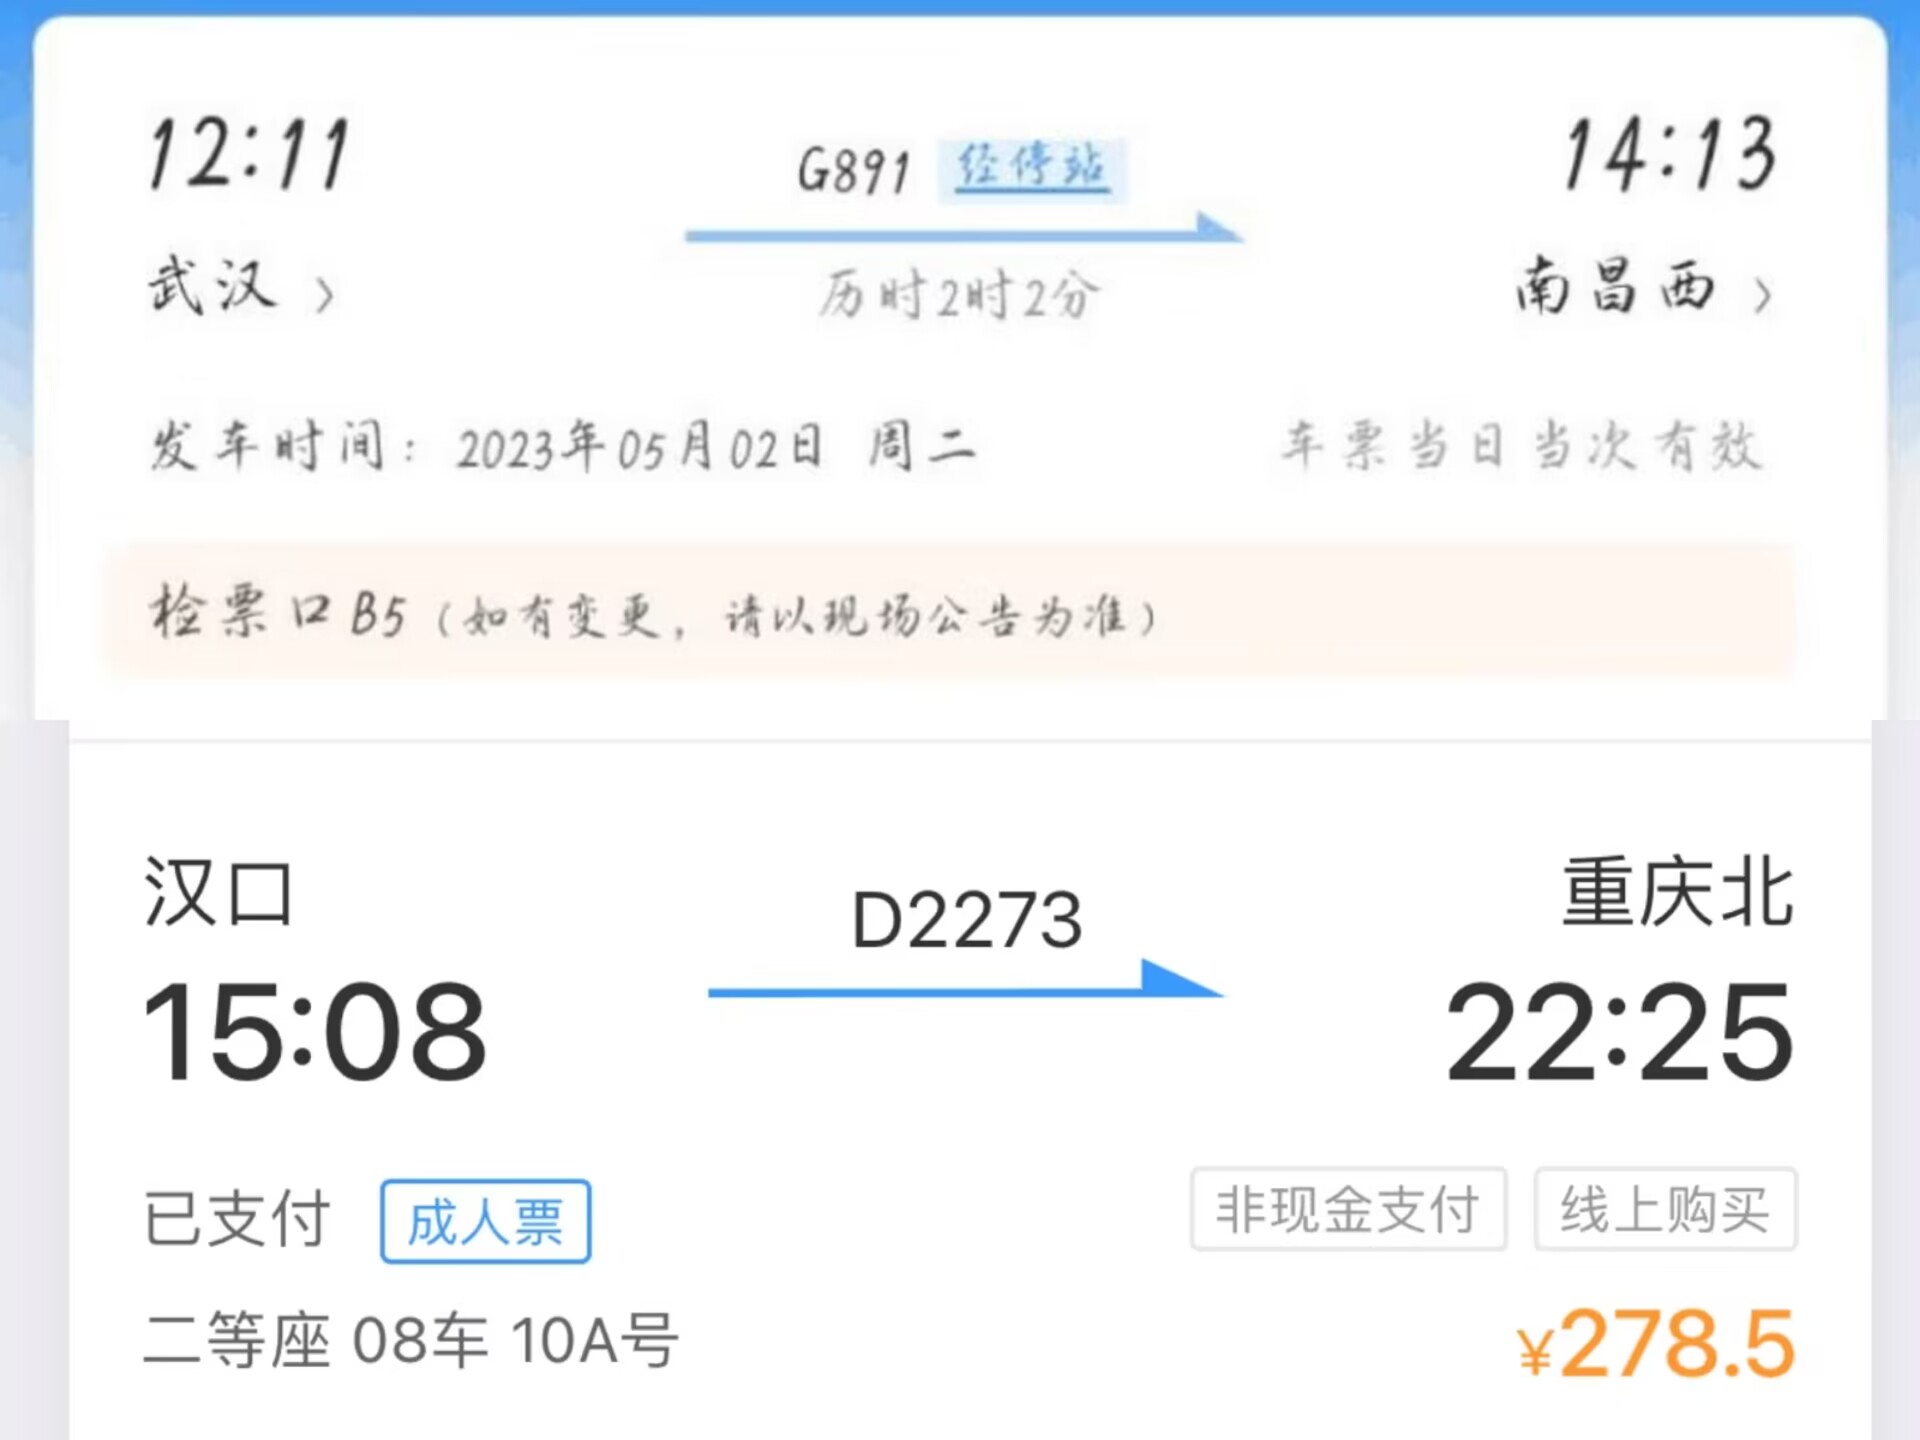 12:11 G891 经停站 14:13
武汉 > 历时2时2分 南昌西 >
发车时间：2023年05月02日 周二 车票当日当次有效
检票口B5（如有变更，请以现场公告为准）
汉口 D2273 重庆北
15:08 22:25
已支付 成人票 非现金支付 线上购买
二等座 08车 10A号 ¥278.5